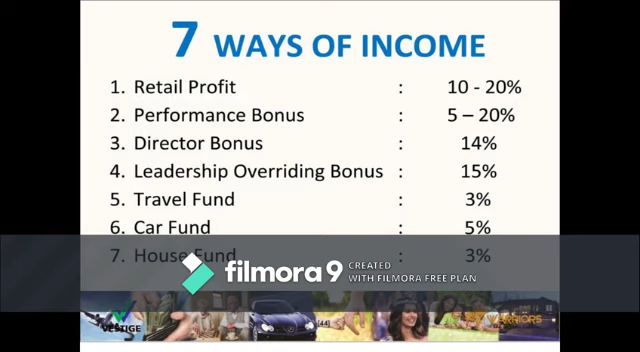 7 WAYS OF INCOME
1. Retail Profit : 10 - 20%
2. Performance Bonus : 5 – 20%
3. Director Bonus : 14%
4. Leadership Overriding Bonus : 15%
5. Travel Fund : 3%
6. Car Fund : 5%
7. House Fund : 3%
filmora9 CREATED
WITH FILMORA FREE PLAN
VESTIGE
[44]
WARRIORS